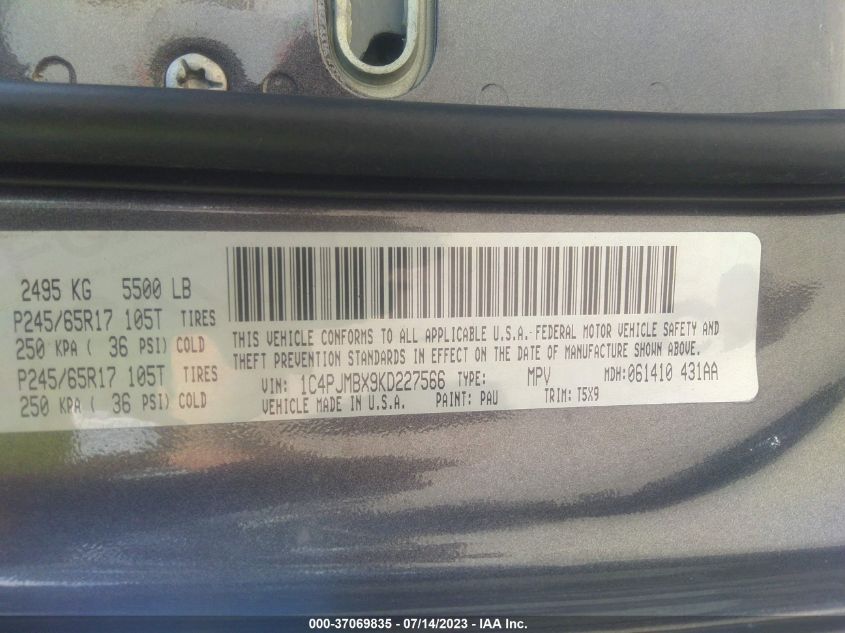 2495 KG 5500 LB
P245/65R17 105T TIRES
250 KPA ( 36 PSI) COLD
P245/65R17 105T TIRES
250 KPA ( 36 PSI) COLD
THIS VEHICLE CONFORMS TO ALL APPLICABLE U.S.A.-FEDERAL MOTOR VEHICLE SAFETY AND
THEFT PREVENTION STANDARDS IN EFFECT ON THE DATE OF MANUFACTURE SHOWN ABOVE.
VIN: 1C4PJMBX9KD227566 TYPE: MPV MDH:061410 431AA
VEHICLE MADE IN U.S.A. PAINT: PAU TRIM: T5X9
000-37069835 - 07/14/2023 - © IAA Inc.